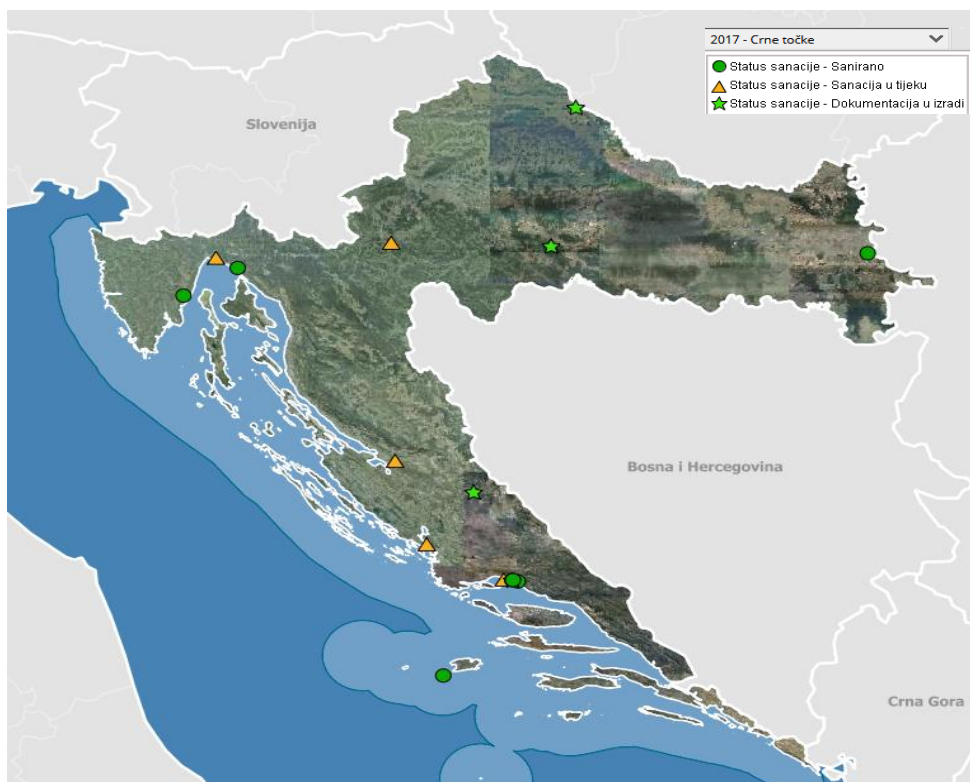 2017 - Crne točke
Status sanacije - Sanirano
Status sanacije - Sanacija u tijeku
Status sanacije - Dokumentacija u izradi
Slovenija
Bosna i Hercegovina
Crna Gora